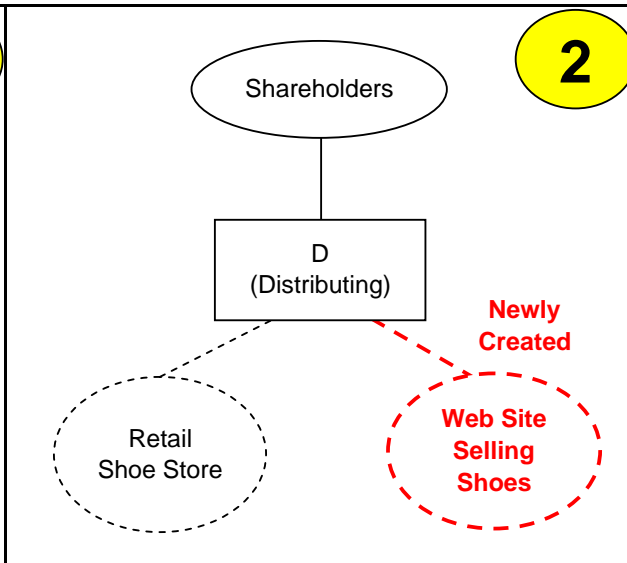 2
Shareholders
D
(Distributing)
Newly
Created
Retail
Shoe Store
Web Site
Selling
Shoes